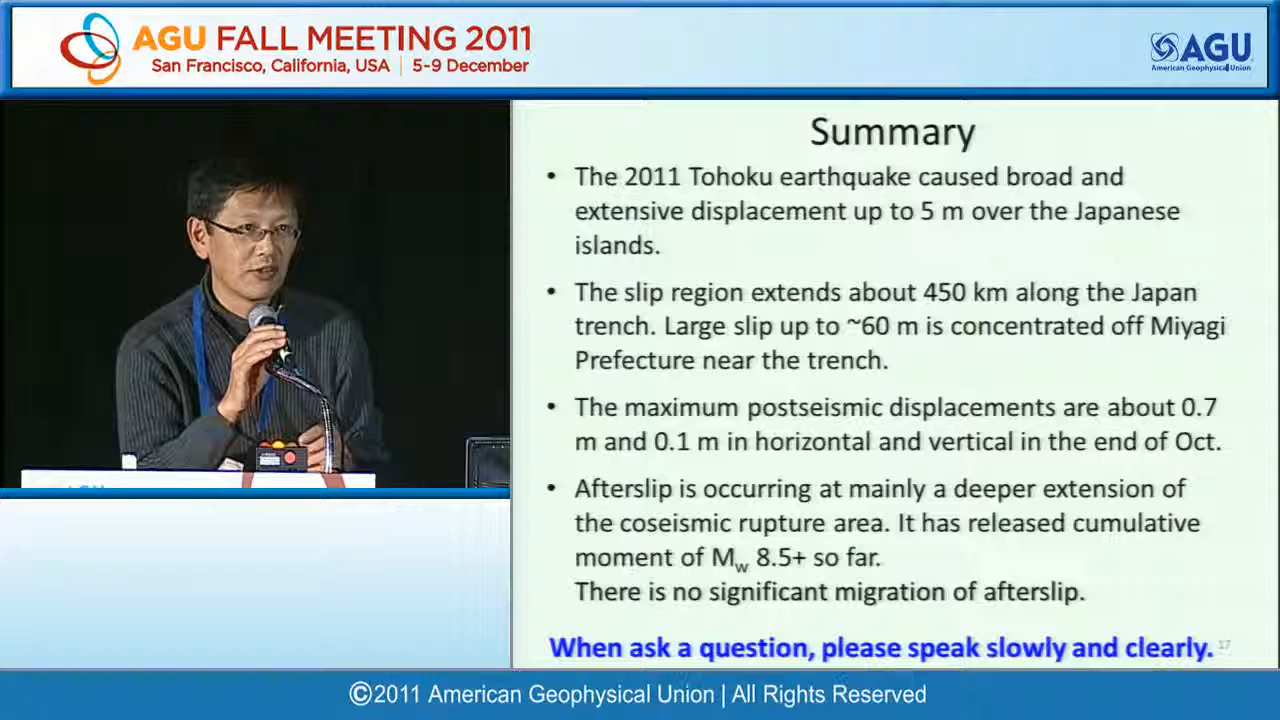 AGU FALL MEETING 2011
San Francisco, California, USA | 5-9 December
AGU
American Geophysical Union
Summary
• The 2011 Tohoku earthquake caused broad and
extensive displacement up to 5 m over the Japanese
islands.
• The slip region extends about 450 km along the Japan
trench. Large slip up to ~60 m is concentrated off Miyagi
Prefecture near the trench.
• The maximum postseismic displacements are about 0.7
m and 0.1 m in horizontal and vertical in the end of Oct.
• Afterslip is occurring at mainly a deeper extension of
the coseismic rupture area. It has released cumulative
moment of Mw 8.5+ so far.
There is no significant migration of afterslip.
When ask a question, please speak slowly and clearly.
17
©2011 American Geophysical Union | All Rights Reserved